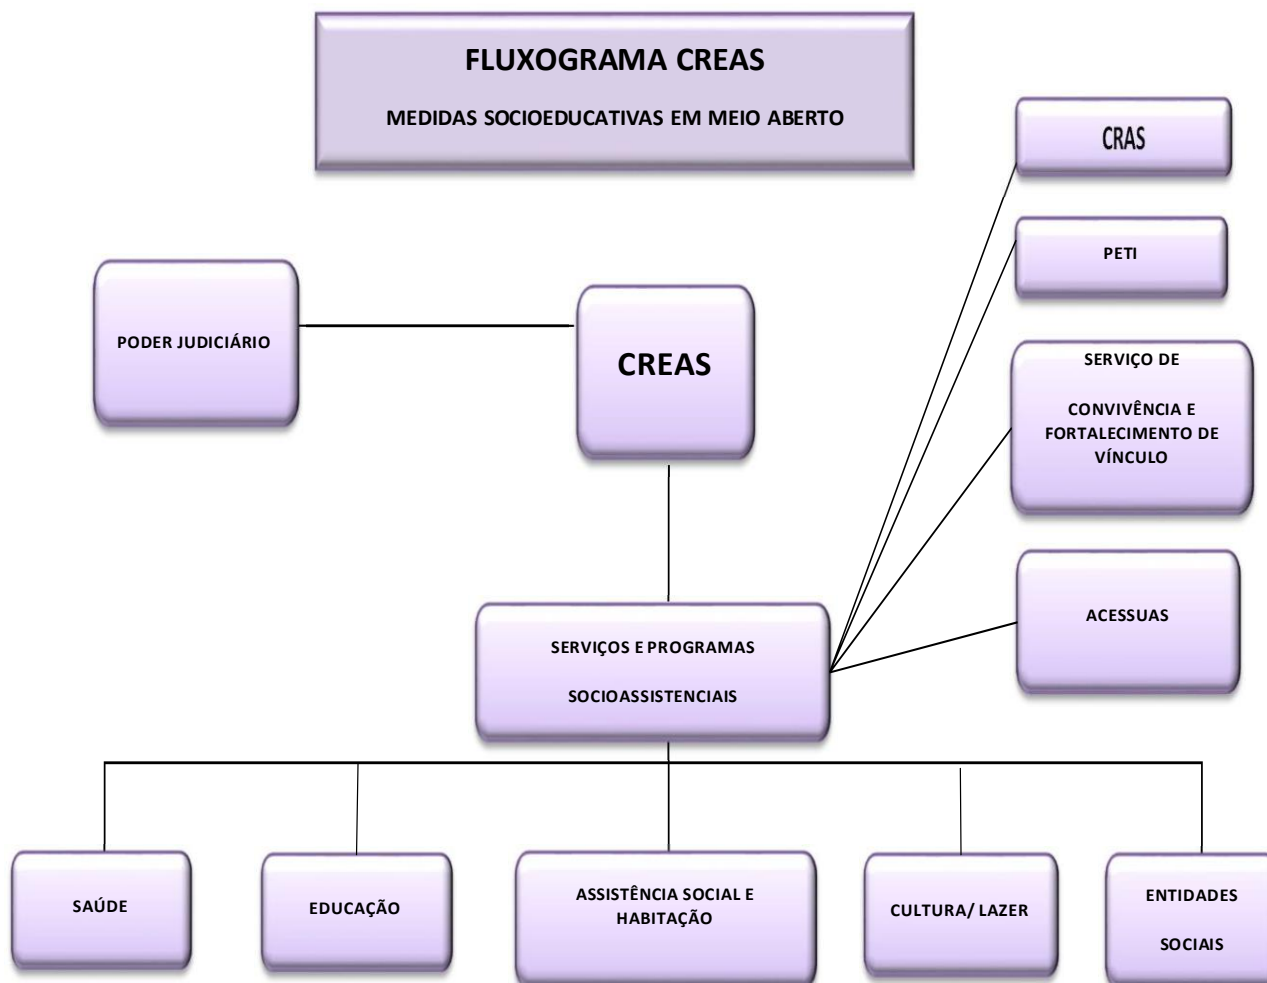 FLUXOGRAMA CREAS
MEDIDAS SOCIOEDUCATIVAS EM MEIO ABERTO
CRAS
PETI
PODER JUDICIÁRIO
CREAS
SERVIÇO DE
CONVIVÊNCIA E
FORTALECIMENTO DE
VÍNCULO
ACESSUAS
SERVIÇOS E PROGRAMAS
SOCIOASSISTENCIAIS
SAÚDE
EDUCAÇÃO
ASSISTÊNCIA SOCIAL E
HABITAÇÃO
CULTURA/ LAZER
ENTIDADES
SOCIAIS